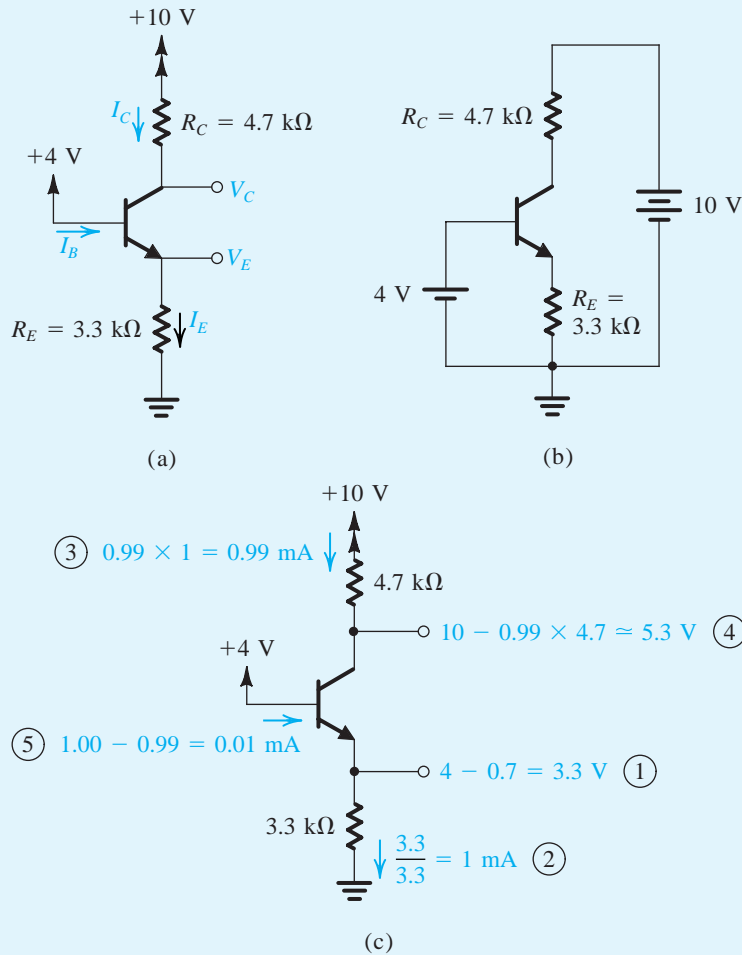 +10 V
I_C
R_C = 4.7 kΩ
+4 V
V_C
I_B
V_E
R_E = 3.3 kΩ
I_E
(a)
R_C = 4.7 kΩ
10 V
4 V
R_E =
3.3 kΩ
(b)
+10 V
③ 0.99 × 1 = 0.99 mA
4.7 kΩ
10 − 0.99 × 4.7 ≃ 5.3 V ④
+4 V
⑤ 1.00 − 0.99 = 0.01 mA
4 − 0.7 = 3.3 V ①
3.3 kΩ
3.3/3.3 = 1 mA ②
(c)